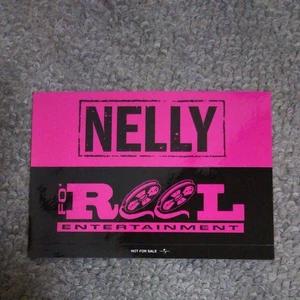 NELLY
FO' REEL
ENTERTAINMENT
NOT FOR SALE